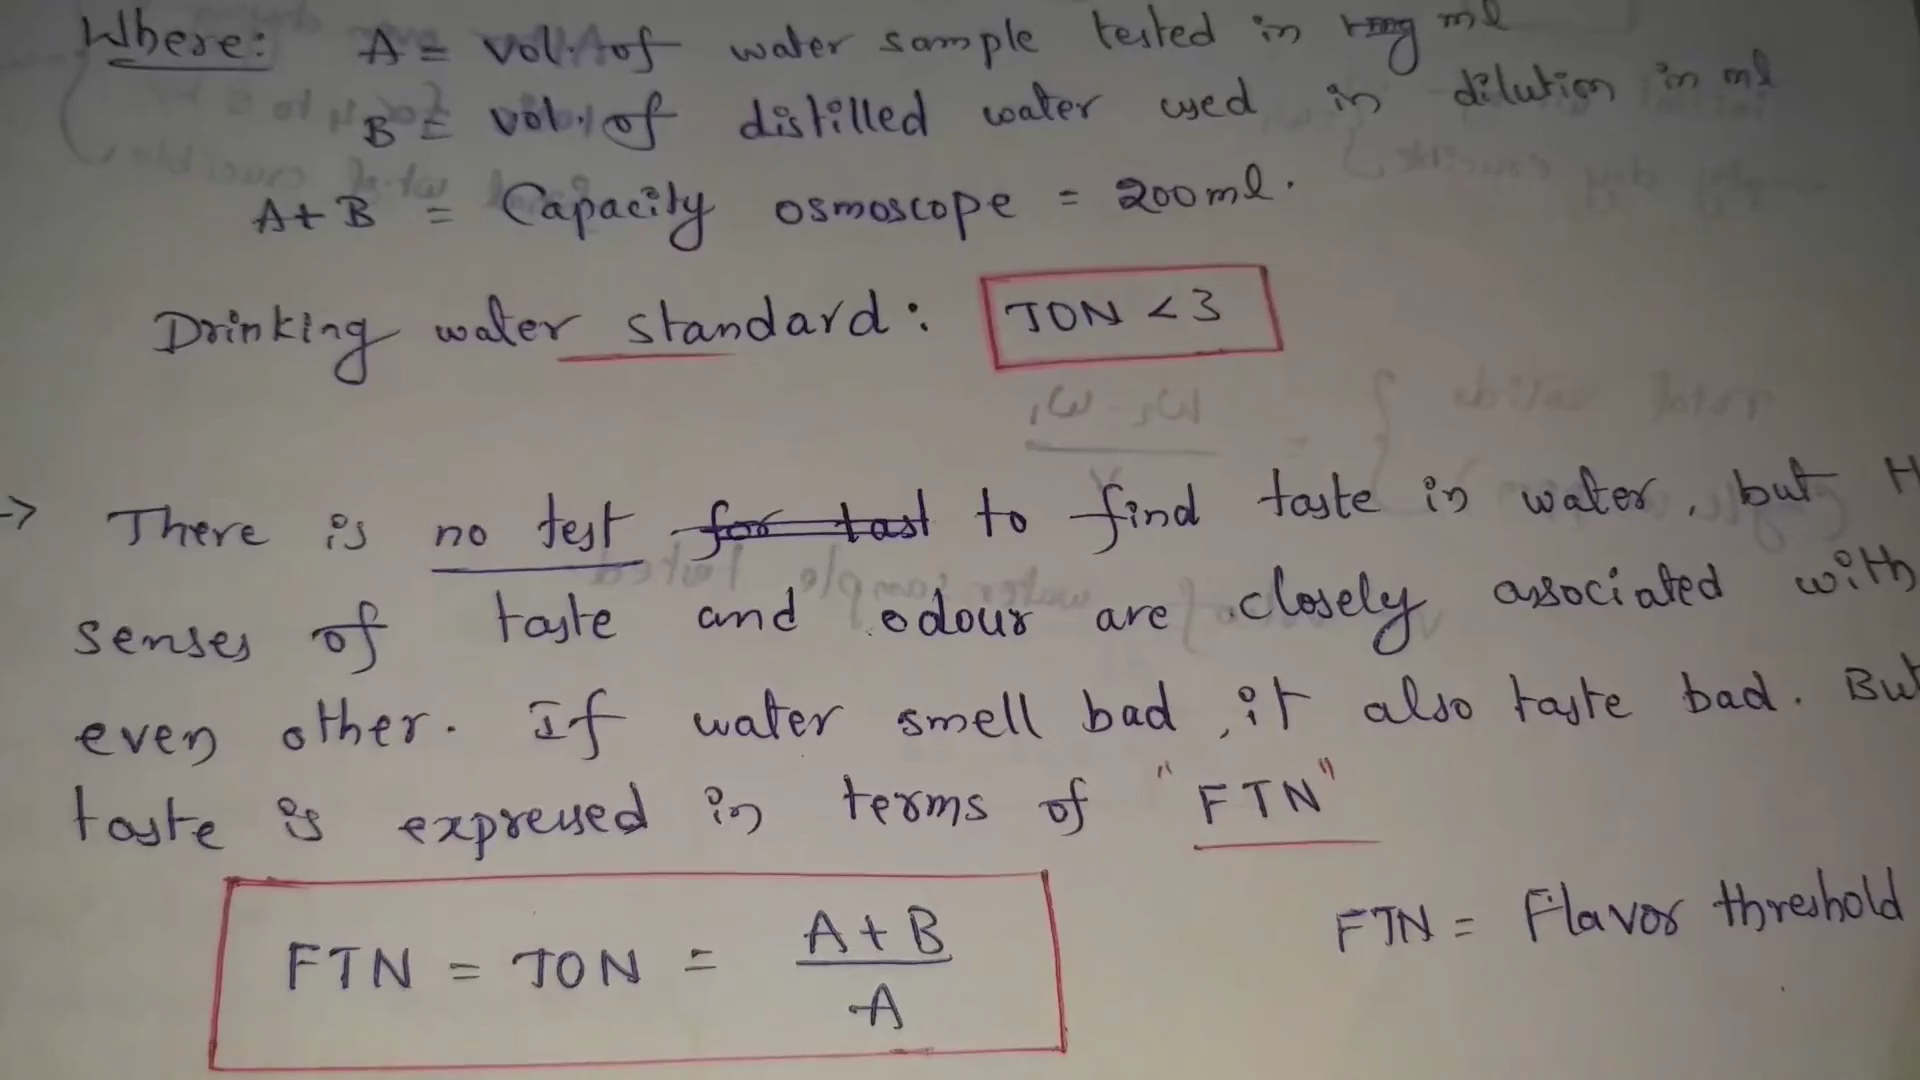 Where: A = vol. of water sample tested in ml
B = vol. of distilled water used in dilution in ml
A+B = Capacity osmoscope = 200ml.
Drinking water standard: TON <3
→ There is no test for tast to find taste in water, but
senses of taste and odour are closely associated with
even other. If water smell bad, it also taste bad. But
taste is expressed in terms of "FTN"
FTN = Flavor threshold
FTN = TON = A+B
A